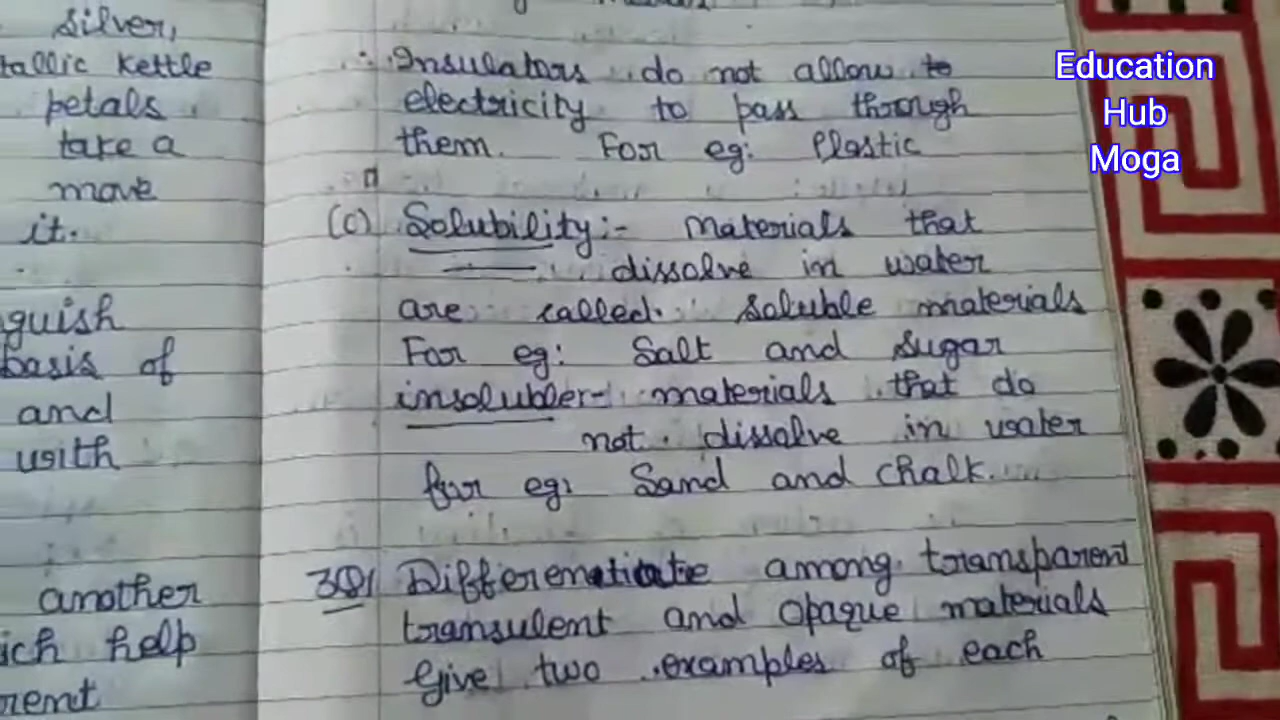 silver,
tallic kettle
petals
take a
move
it.
guish
basis of
and
with
another
ich help
rent
Insulators do not allow to
electricity to pass through
them. For eg: Plastic
(C) Solubility:- Materials that
dissolve in water
are called soluble materials
For eg: Salt and Sugar
insoluble:- materials that do
not dissolve in water
for eg: Sand and chalk.
3Q1 Differentiate among transparent
transulent and opaque materials
Give two examples of each
Education
Hub
Moga